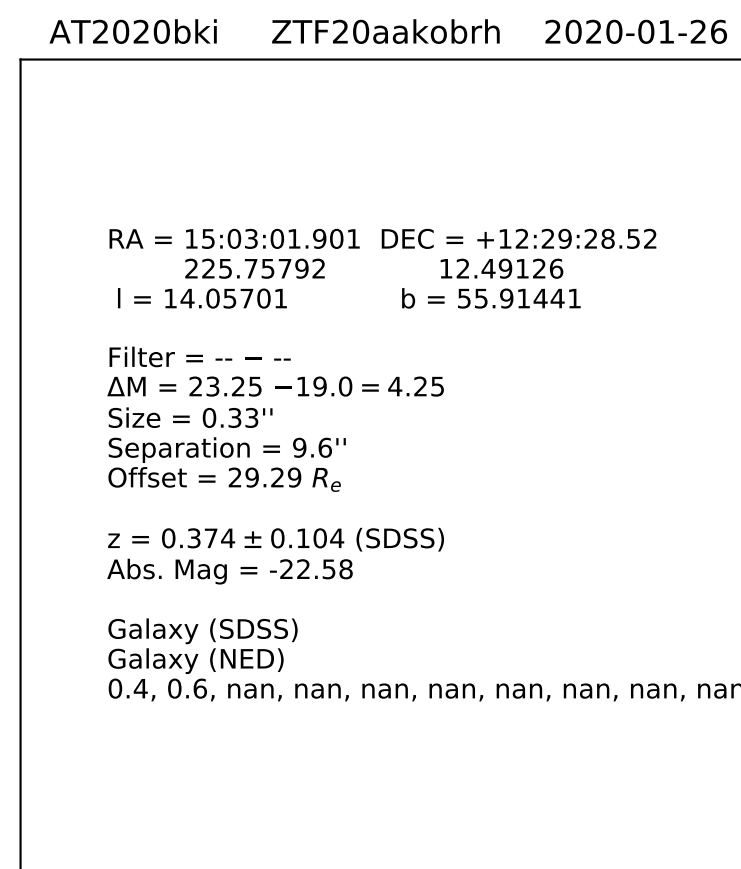 AT2020bki ZTF20aakobrh 2020-01-26
RA = 15:03:01.901 DEC = +12:29:28.52
225.75792 12.49126
l = 14.05701 b = 55.91441
Filter = -- − --
ΔM = 23.25 −19.0 = 4.25
Size = 0.33''
Separation = 9.6''
Offset = 29.29 Rₑ
z = 0.374 ± 0.104 (SDSS)
Abs. Mag = -22.58
Galaxy (SDSS)
Galaxy (NED)
0.4, 0.6, nan, nan, nan, nan, nan, nan, nan, nan